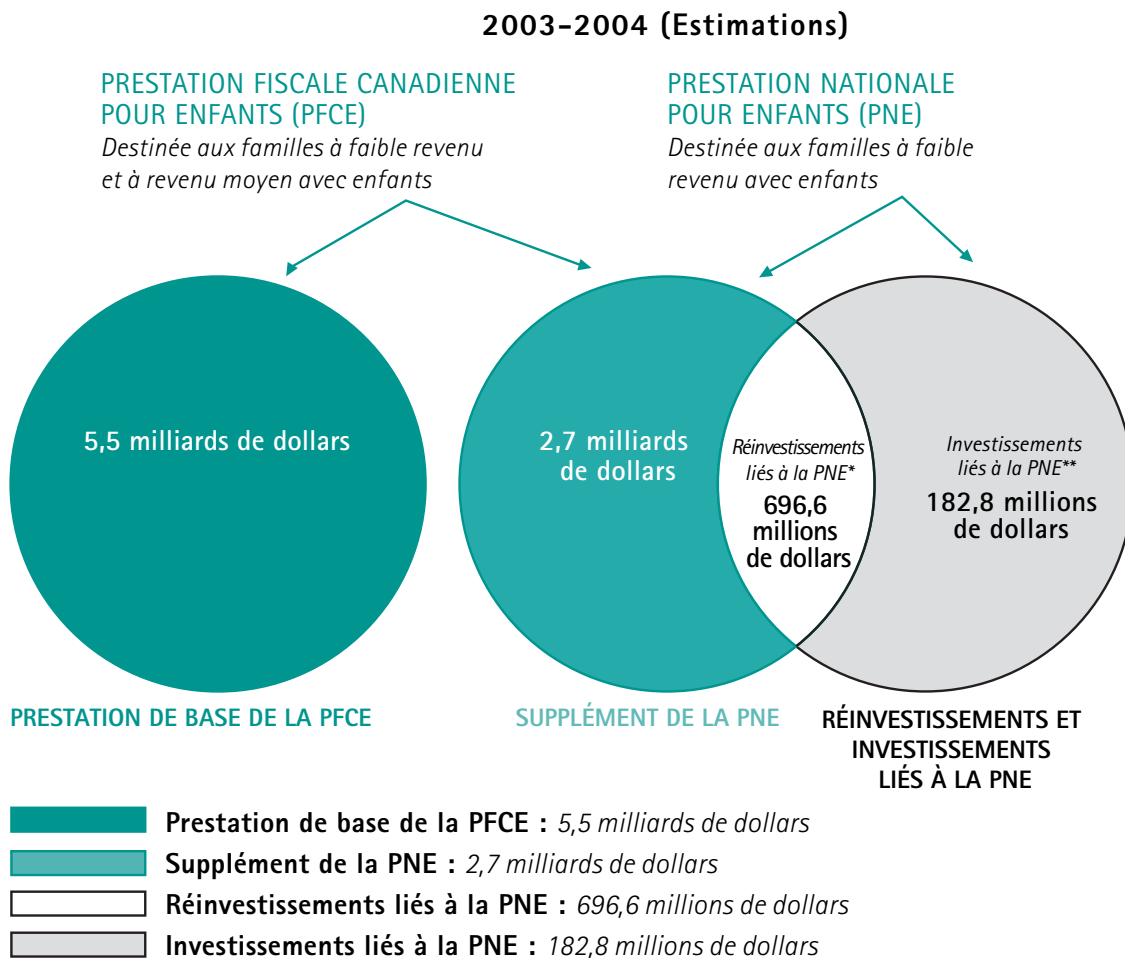 2003-2004 (Estimations)
PRESTATION FISCALE CANADIENNE
POUR ENFANTS (PFCE)
Destinée aux familles à faible revenu
et à revenu moyen avec enfants
PRESTATION NATIONALE
POUR ENFANTS (PNE)
Destinée aux familles à faible
revenu avec enfants
5,5 milliards de dollars
2,7 milliards
de dollars
Réinvestissements
liés à la PNE*
696,6
millions
de dollars
Investissements
liés à la PNE**
182,8 millions
de dollars
PRESTATION DE BASE DE LA PFCE
SUPPLÉMENT DE LA PNE
RÉINVESTISSEMENTS ET
INVESTISSEMENTS
LIÉS À LA PNE
Prestation de base de la PFCE : 5,5 milliards de dollars
Supplément de la PNE : 2,7 milliards de dollars
Réinvestissements liés à la PNE : 696,6 millions de dollars
Investissements liés à la PNE : 182,8 millions de dollars